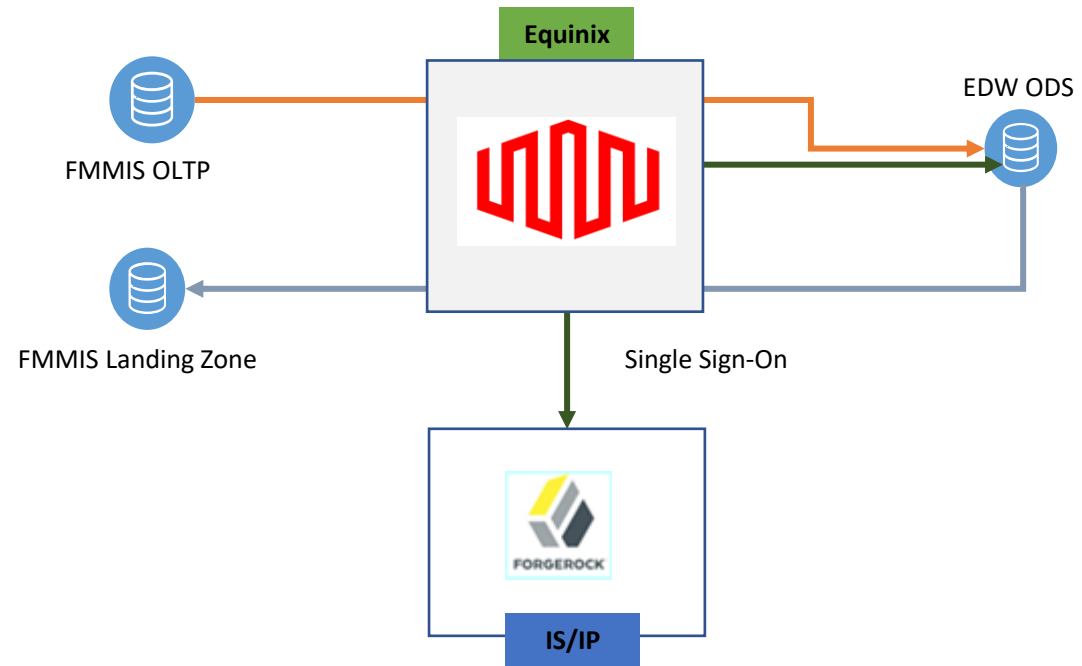 Equinix
EDW ODS
FMMIS OLTP
FMMIS Landing Zone
Single Sign-On
FORGEROCK
IS/IP